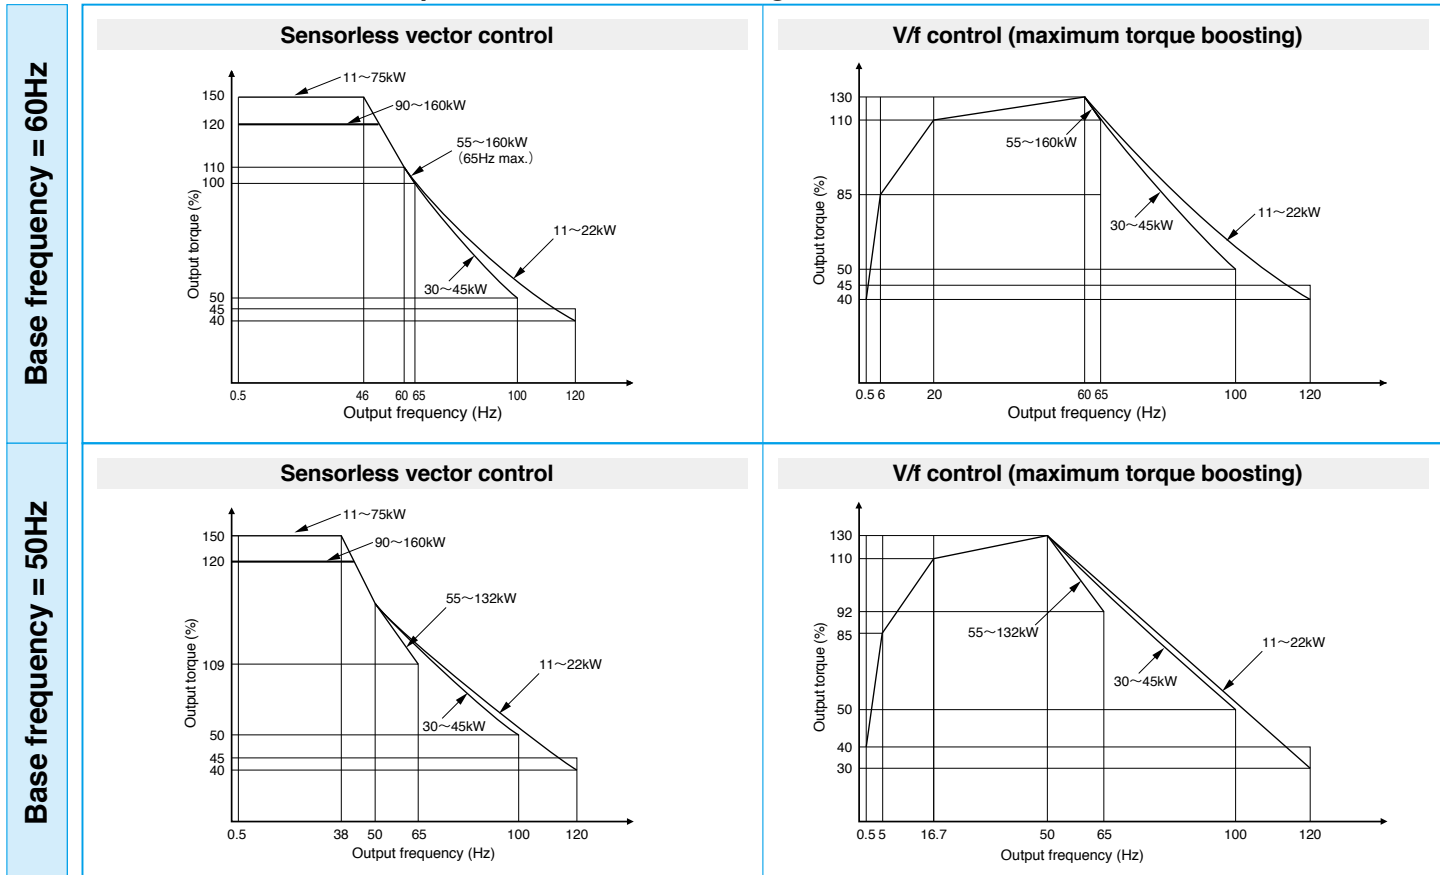 Base frequency = 60Hz
Sensorless vector control
11～75kW
90～160kW
55～160kW
（65Hz max.）
11～22kW
30～45kW
Output torque (%)
150
120
110
100
50
45
40
0.5 46 60 65 100 120
Output frequency (Hz)
V/f control (maximum torque boosting)
55～160kW
30～45kW
11～22kW
Output torque (%)
130
110
85
50
45
40
0.5 6 20 60 65 100 120
Output frequency (Hz)
Base frequency = 50Hz
Sensorless vector control
11～75kW
90～160kW
55～132kW
11～22kW
30～45kW
Output torque (%)
150
120
109
50
45
40
0.5 38 50 65 100 120
Output frequency (Hz)
V/f control (maximum torque boosting)
55～132kW
11～22kW
30～45kW
Output torque (%)
130
110
92
85
50
40
30
0.5 5 16.7 50 65 100 120
Output frequency (Hz)